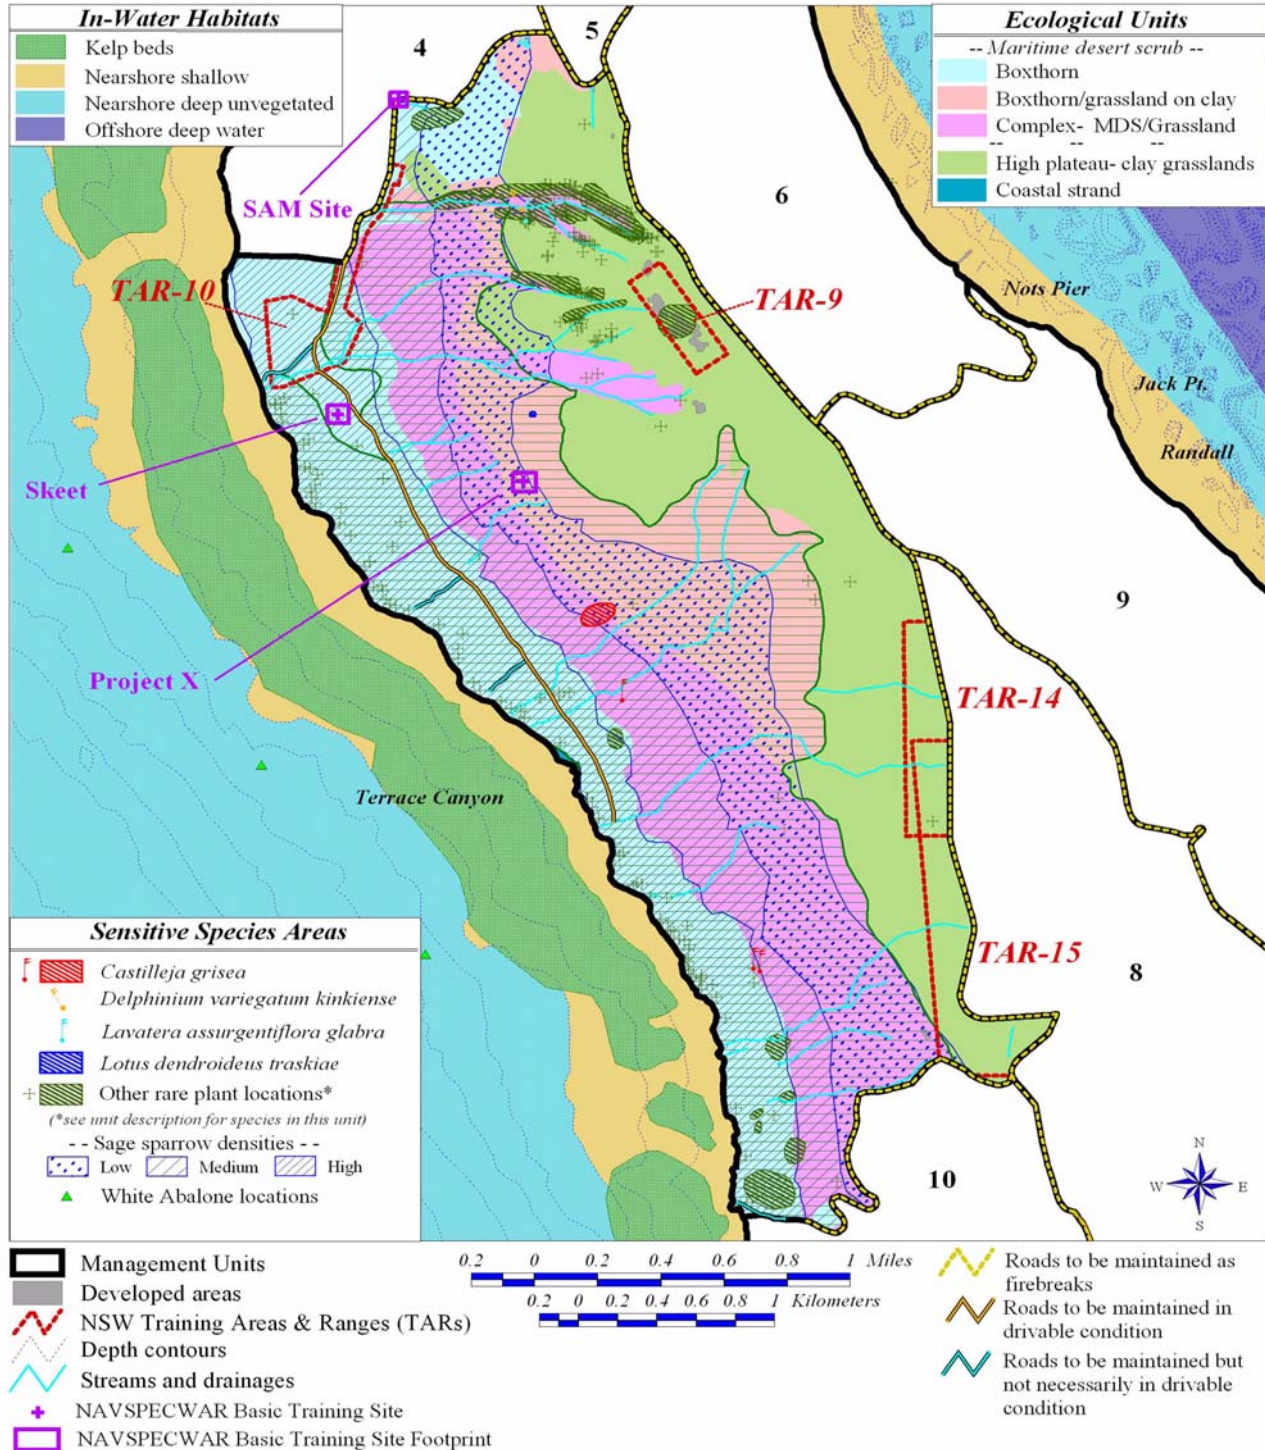 In-Water Habitats
Kelp beds
Nearshore shallow
Nearshore deep unvegetated
Offshore deep water
Ecological Units
-- Maritime desert scrub --
Boxthorn
Boxthorn/grassland on clay
Complex- MDS/Grassland
-- -- --
High plateau- clay grasslands
Coastal strand
4
5
6
SAM Site
TAR-10
TAR-9
Nots Pier
Jack Pt.
Randall
Skeet
Project X
9
TAR-14
Terrace Canyon
TAR-15
8
10
N
W E
S
Sensitive Species Areas
Castilleja grisea
Delphinium variegatum kinkiense
Lavatera assurgentiflora glabra
Lotus dendroideus traskiae
Other rare plant locations*
(*see unit description for species in this unit)
- - Sage sparrow densities - -
Low Medium High
White Abalone locations
Management Units
Developed areas
NSW Training Areas & Ranges (TARs)
Depth contours
Streams and drainages
NAVSPECWAR Basic Training Site
NAVSPECWAR Basic Training Site Footprint
0.2 0 0.2 0.4 0.6 0.8 1 Miles
0.2 0 0.2 0.4 0.6 0.8 1 Kilometers
Roads to be maintained as
firebreaks
Roads to be maintained in
drivable condition
Roads to be maintained but
not necessarily in drivable
condition